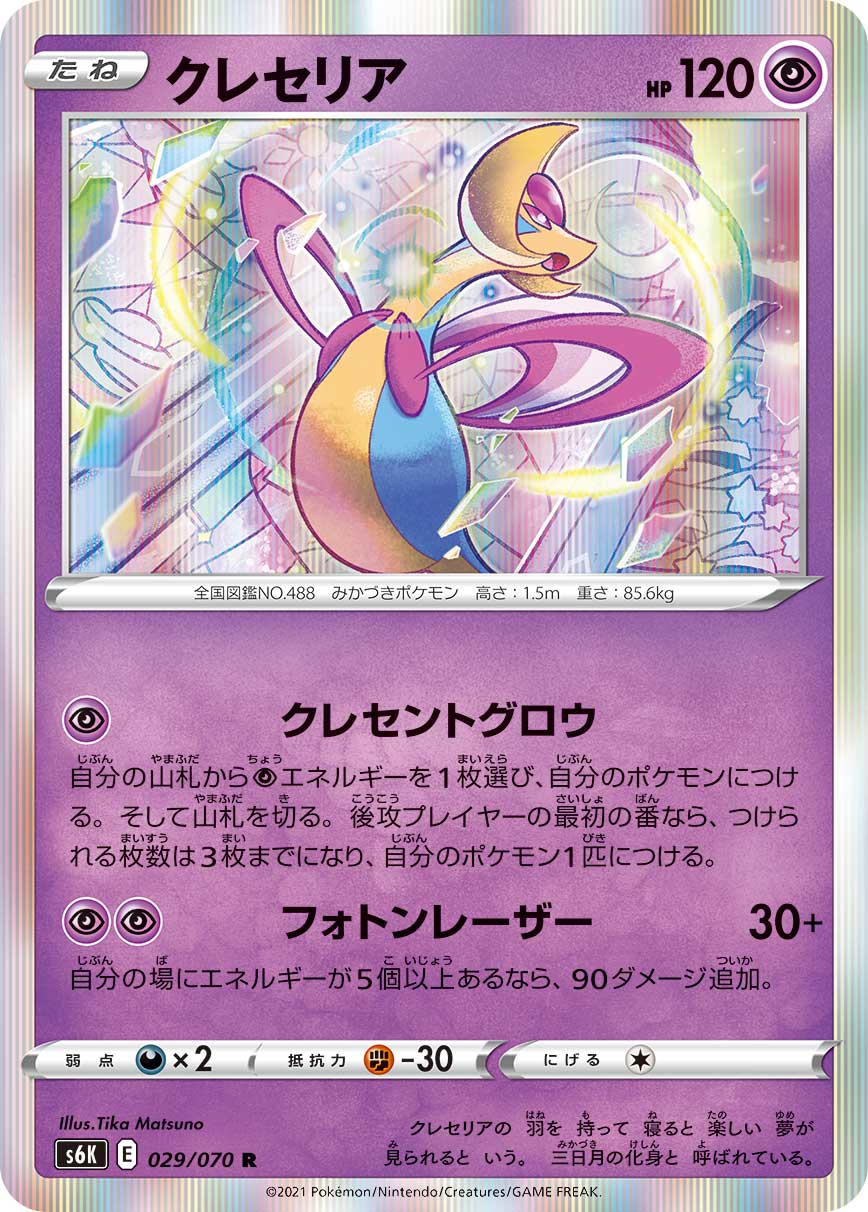 たね クレセリア HP 120
全国図鑑NO.488 みかづきポケモン 高さ：1.5m 重さ：85.6kg
クレセントグロウ
自分の山札からエネルギーを1枚選び、自分のポケモンにつけ
る。そして山札を切る。後攻プレイヤーの最初の番なら、つけら
れる枚数は3枚までになり、自分のポケモン1匹につける。
フォトンレーザー 30+
自分の場にエネルギーが5個以上あるなら、90ダメージ追加。
弱点 ×2 抵抗力 -30 にげる
Illus.Tika Matsuno
s6K E 029/070 R
クレセリアの 羽を 持って 寝ると 楽しい 夢が
見られると いう。 三日月の化身と 呼ばれている。
©2021 Pokémon/Nintendo/Creatures/GAME FREAK.